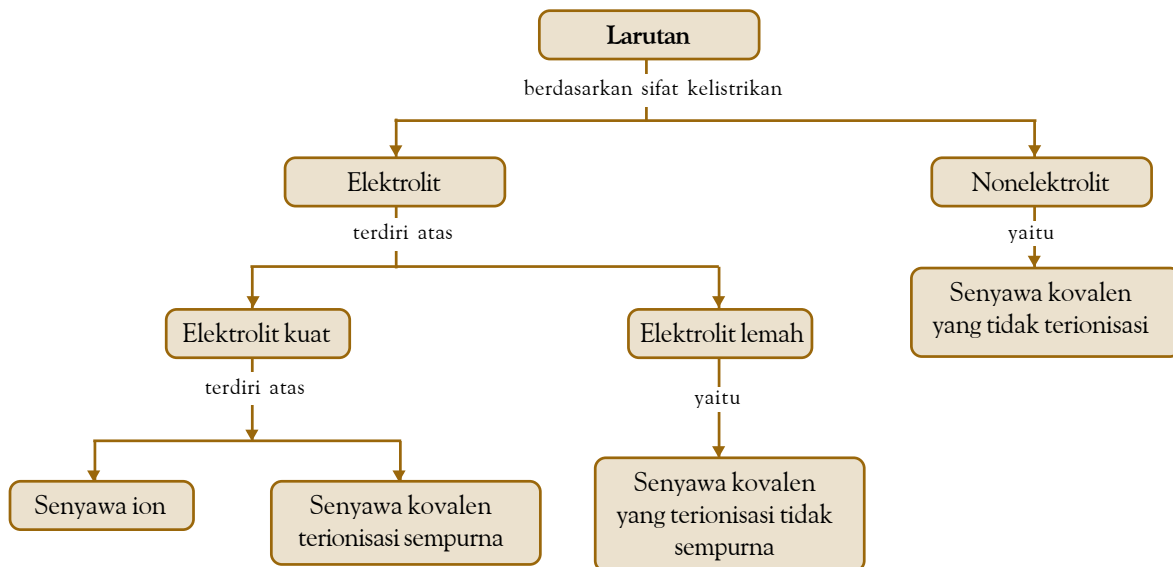 Larutan
berdasarkan sifat kelistrikan
Elektrolit
Nonelektrolit
terdiri atas
yaitu
Senyawa kovalen
yang tidak terionisasi
Elektrolit kuat
Elektrolit lemah
terdiri atas
yaitu
Senyawa ion
Senyawa kovalen
terionisasi sempurna
Senyawa kovalen
yang terionisasi tidak
sempurna